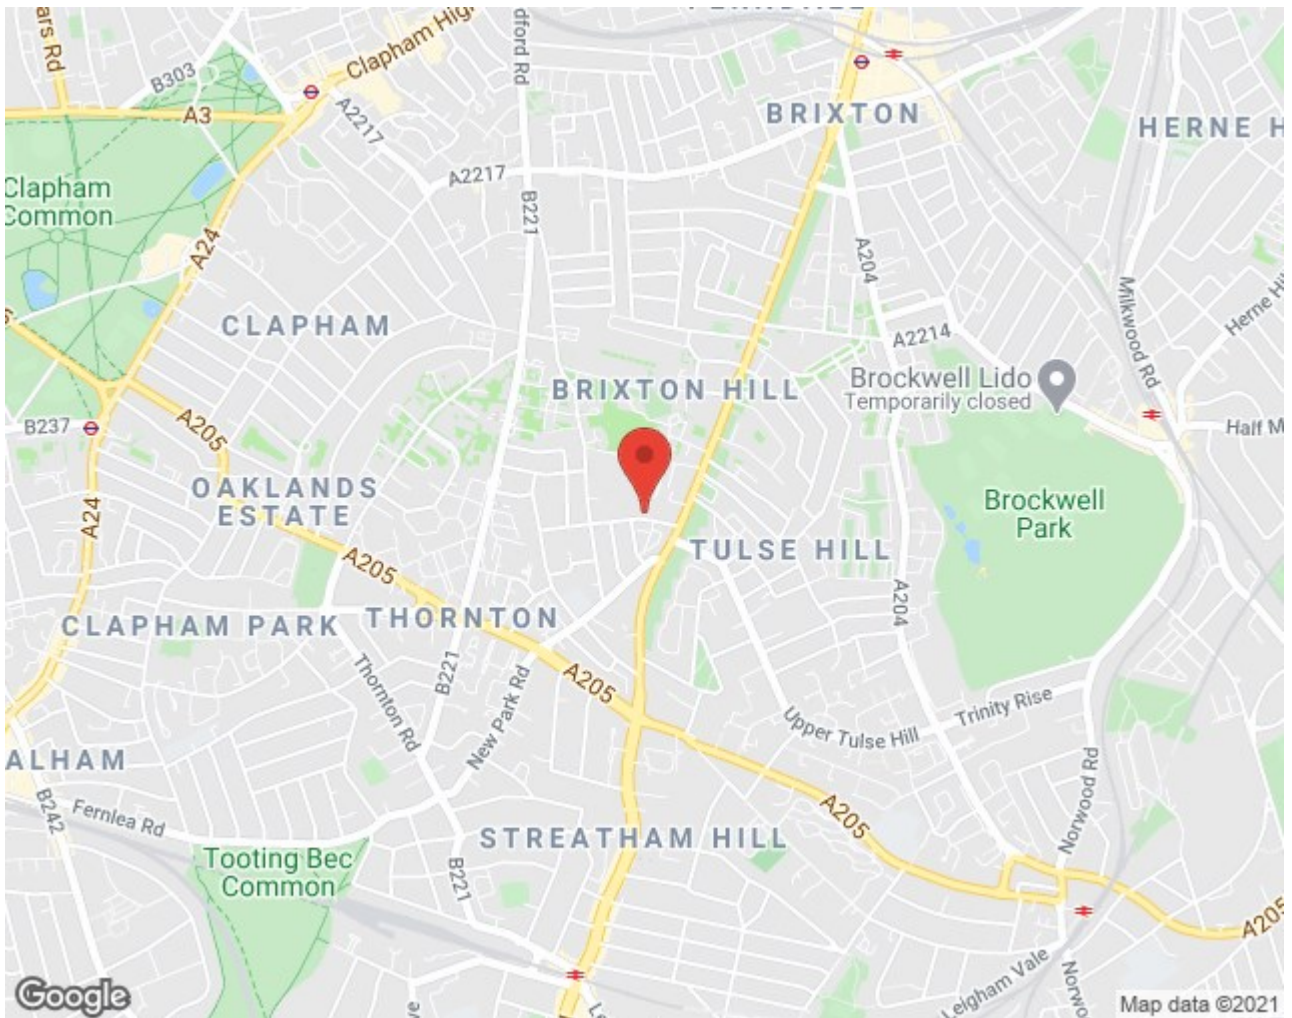 Clapham High
B303
A3
A2217
A2217
B221
BRIXTON
HERNE H
Clapham
Common
A24
A204
Milkwood Rd
Herne Hil
CLAPHAM
A2214
BRIXTON HILL
Brockwell Lido
Temporarily closed
B237
A205
Half M
OAKLANDS
ESTATE
A24
Brockwell
Park
A205
TULSE HILL
A204
CLAPHAM PARK
THORNTON
B221
Thornton Rd
New Park Rd
A205
Trinity Rise
Upper Tulse Hill
ALHAM
B242
Fernlea Rd
Norwood Rd
A205
STREATHAM HILL
Tooting Bec
Common
B221
A205
Leigham Vale
Norwo
Google
Map data ©2021